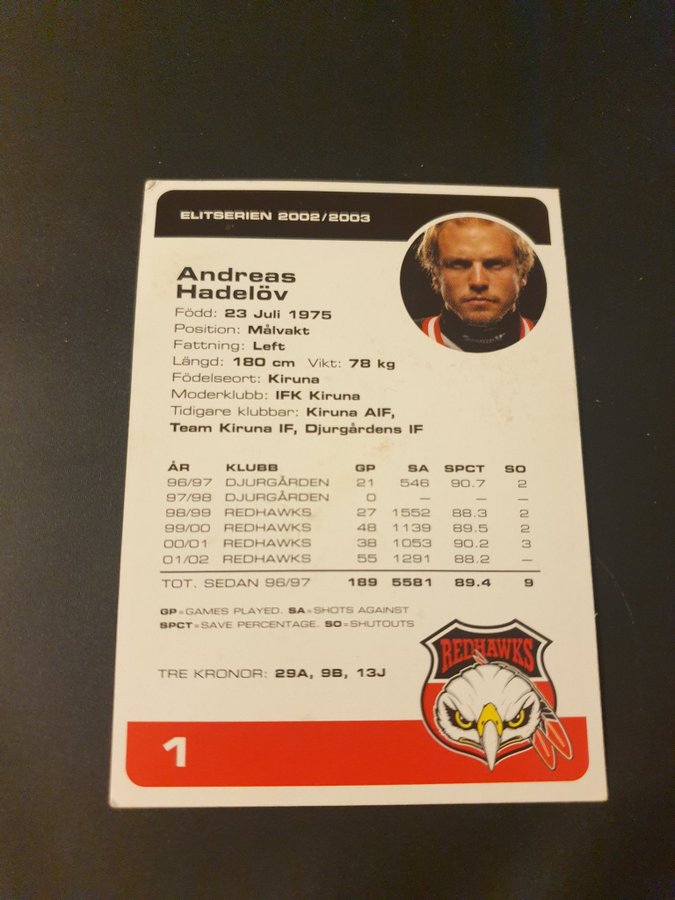 ELITSERIEN 2002/2003
Andreas
Hadelöv
Född: 23 Juli 1975
Position: Målvakt
Fattning: Left
Längd: 180 cm Vikt: 78 kg
Födelseort: Kiruna
Moderklubb: IFK Kiruna
Tidigare klubbar: Kiruna AIF,
Team Kiruna IF, Djurgårdens IF
ÅR KLUBB GP SA SPCT SO
96/97 DJURGÅRDEN 21 546 90.7 2
97/98 DJURGÅRDEN 0 — — —
98/99 REDHAWKS 27 1552 88.3 2
99/00 REDHAWKS 48 1139 89.5 2
00/01 REDHAWKS 38 1053 90.2 3
01/02 REDHAWKS 55 1291 88.2 —
TOT. SEDAN 96/97 189 5581 89.4 9
GP=GAMES PLAYED. SA=SHOTS AGAINST
SPCT=SAVE PERCENTAGE. SO=SHUTOUTS
REDHAWKS
TRE KRONOR: 29A, 9B, 13J
1